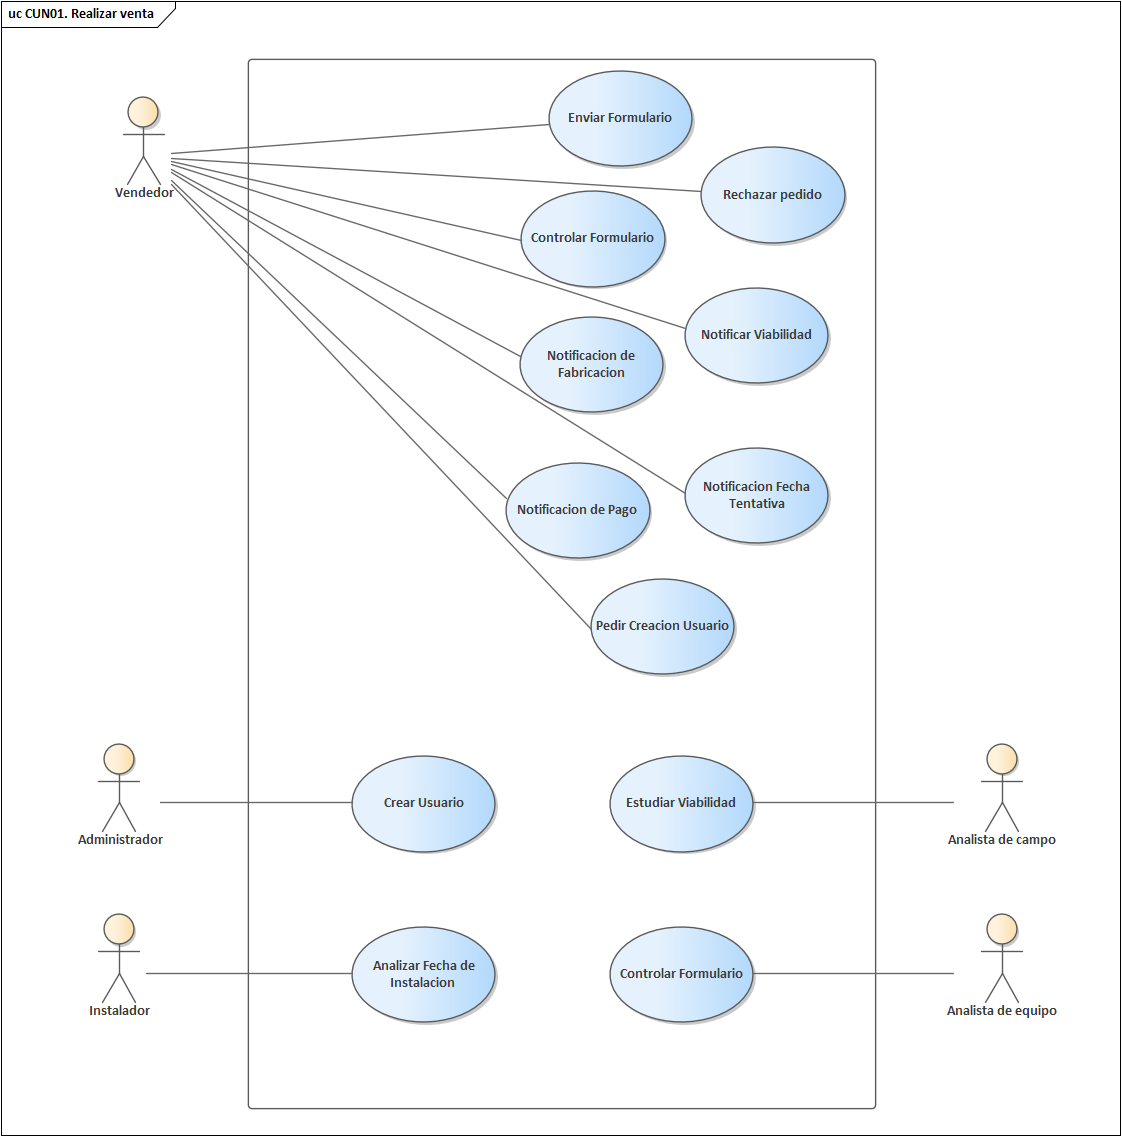 uc CUN01. Realizar venta
Vendedor
Enviar Formulario
Rechazar pedido
Controlar Formulario
Notificar Viabilidad
Notificacion de
Fabricacion
Notificacion Fecha
Tentativa
Notificacion de Pago
Pedir Creacion Usuario
Administrador
Crear Usuario
Estudiar Viabilidad
Analista de campo
Instalador
Analizar Fecha de
Instalacion
Controlar Formulario
Analista de equipo